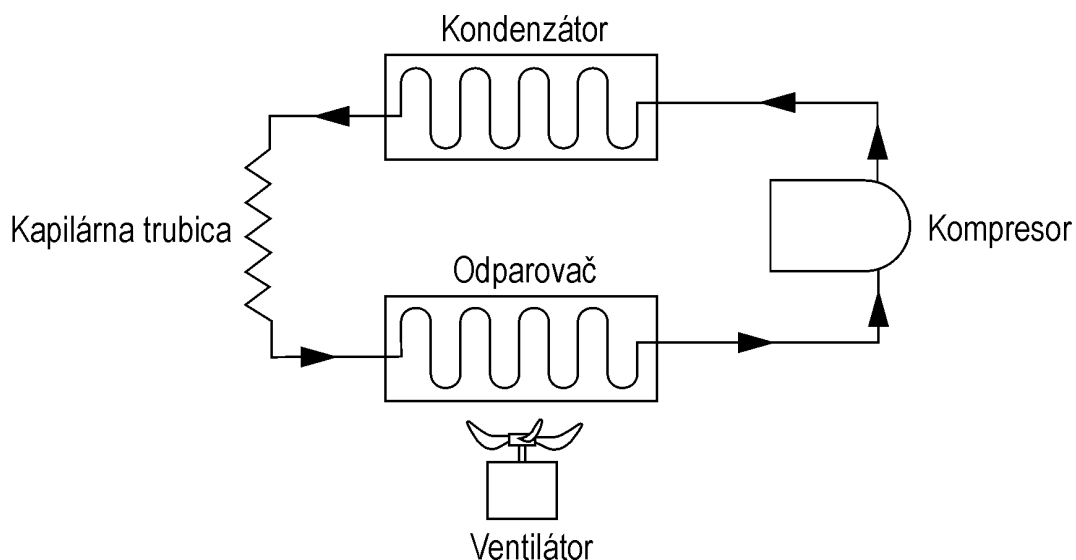 Kondenzátor
Kapilárna trubica
Kompresor
Odparovač
Ventilátor